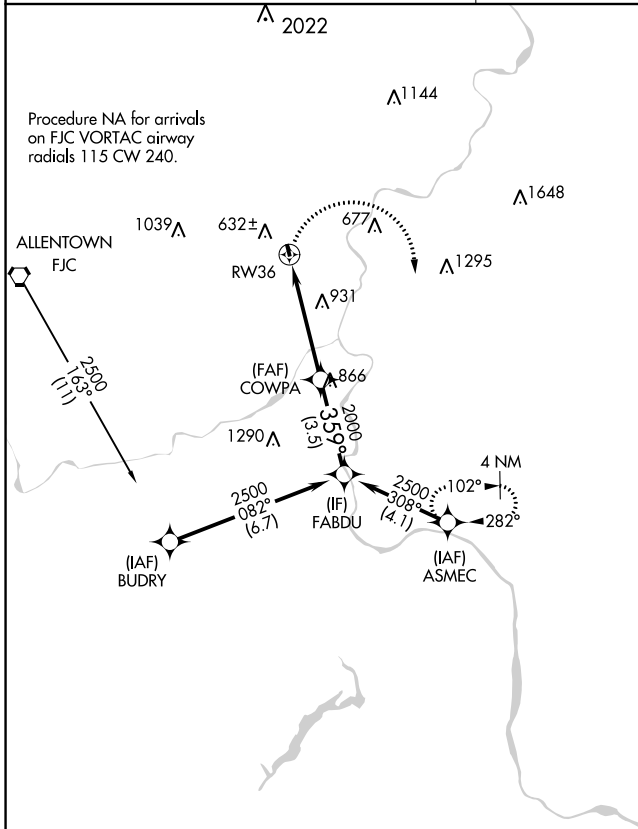 2022
1144
Procedure NA for arrivals
on FJC VORTAC airway
radials 115 CW 240.
1648
1039
632±
677
ALLENTOWN
FJC
RW36
1295
931
2500
163°
(11)
(FAF)
COWPA
866
2000
359°
(3.5)
1290
4 NM
2500
082°
(6.7)
(IF)
FABDU
2500
308°
(4.1)
102°
282°
(IAF)
BUDRY
(IAF)
ASMEC